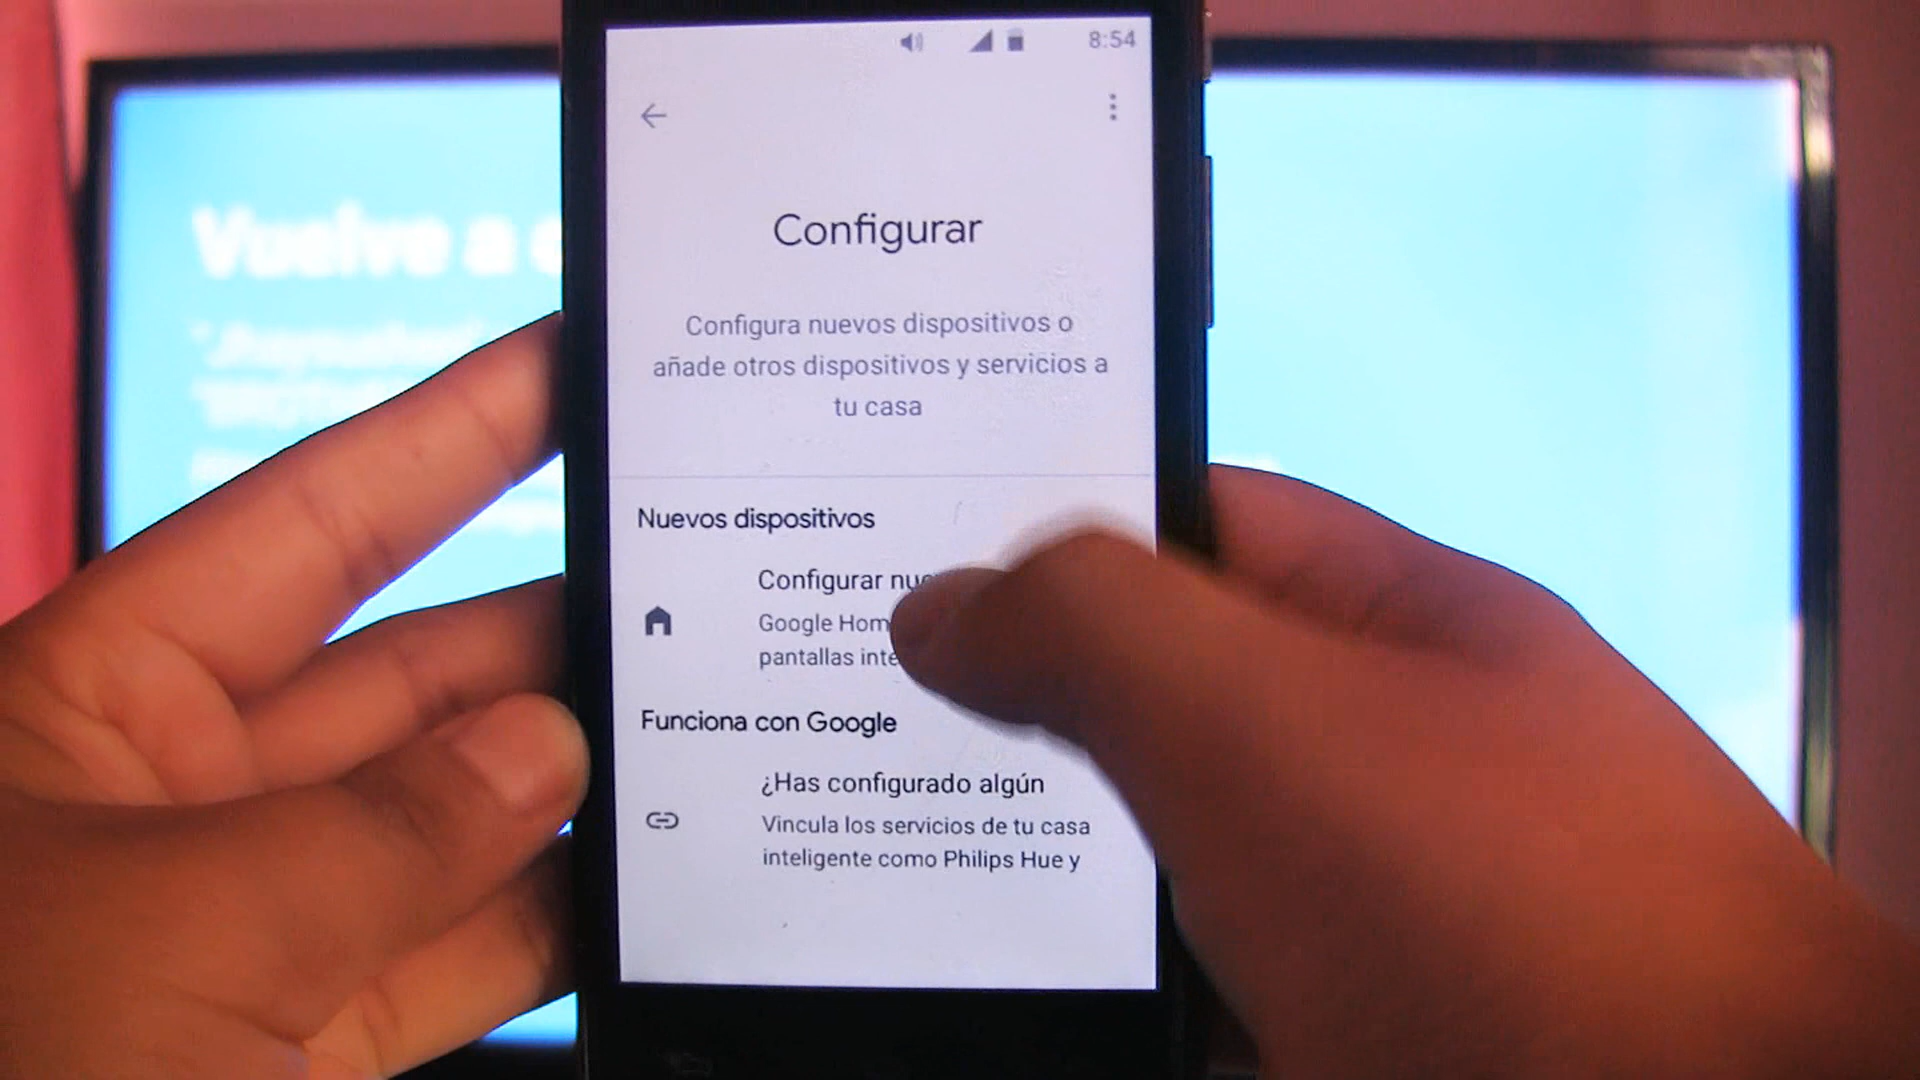 8:54
Vuelve a
Configurar
Configura nuevos dispositivos o
añade otros dispositivos y servicios a
tu casa
Nuevos dispositivos
Configurar
Google
pantallas
Funciona con Google
¿Has configurado algún
Vincula los servicios de tu casa
inteligente como Philips Hue y